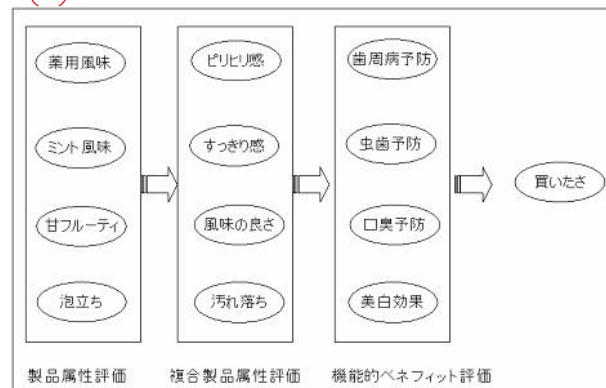 薬用風味
ミント風味
甘フルーティ
泡立ち
製品属性評価
ピリヒリ感
すっきり感
風味の良さ
汚れ落ち
複合製品属性評価
歯周病予防
虫歯予防
口臭予防
美白効果
機能的ベネフィット評価
買いたさ